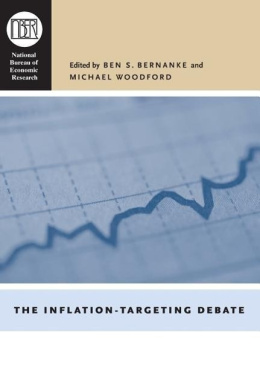 NBER
National
Bureau of
Economic
Research
Edited by BEN S. BERNANKE and
MICHAEL WOODFORD
THE INFLATION-TARGETING DEBATE